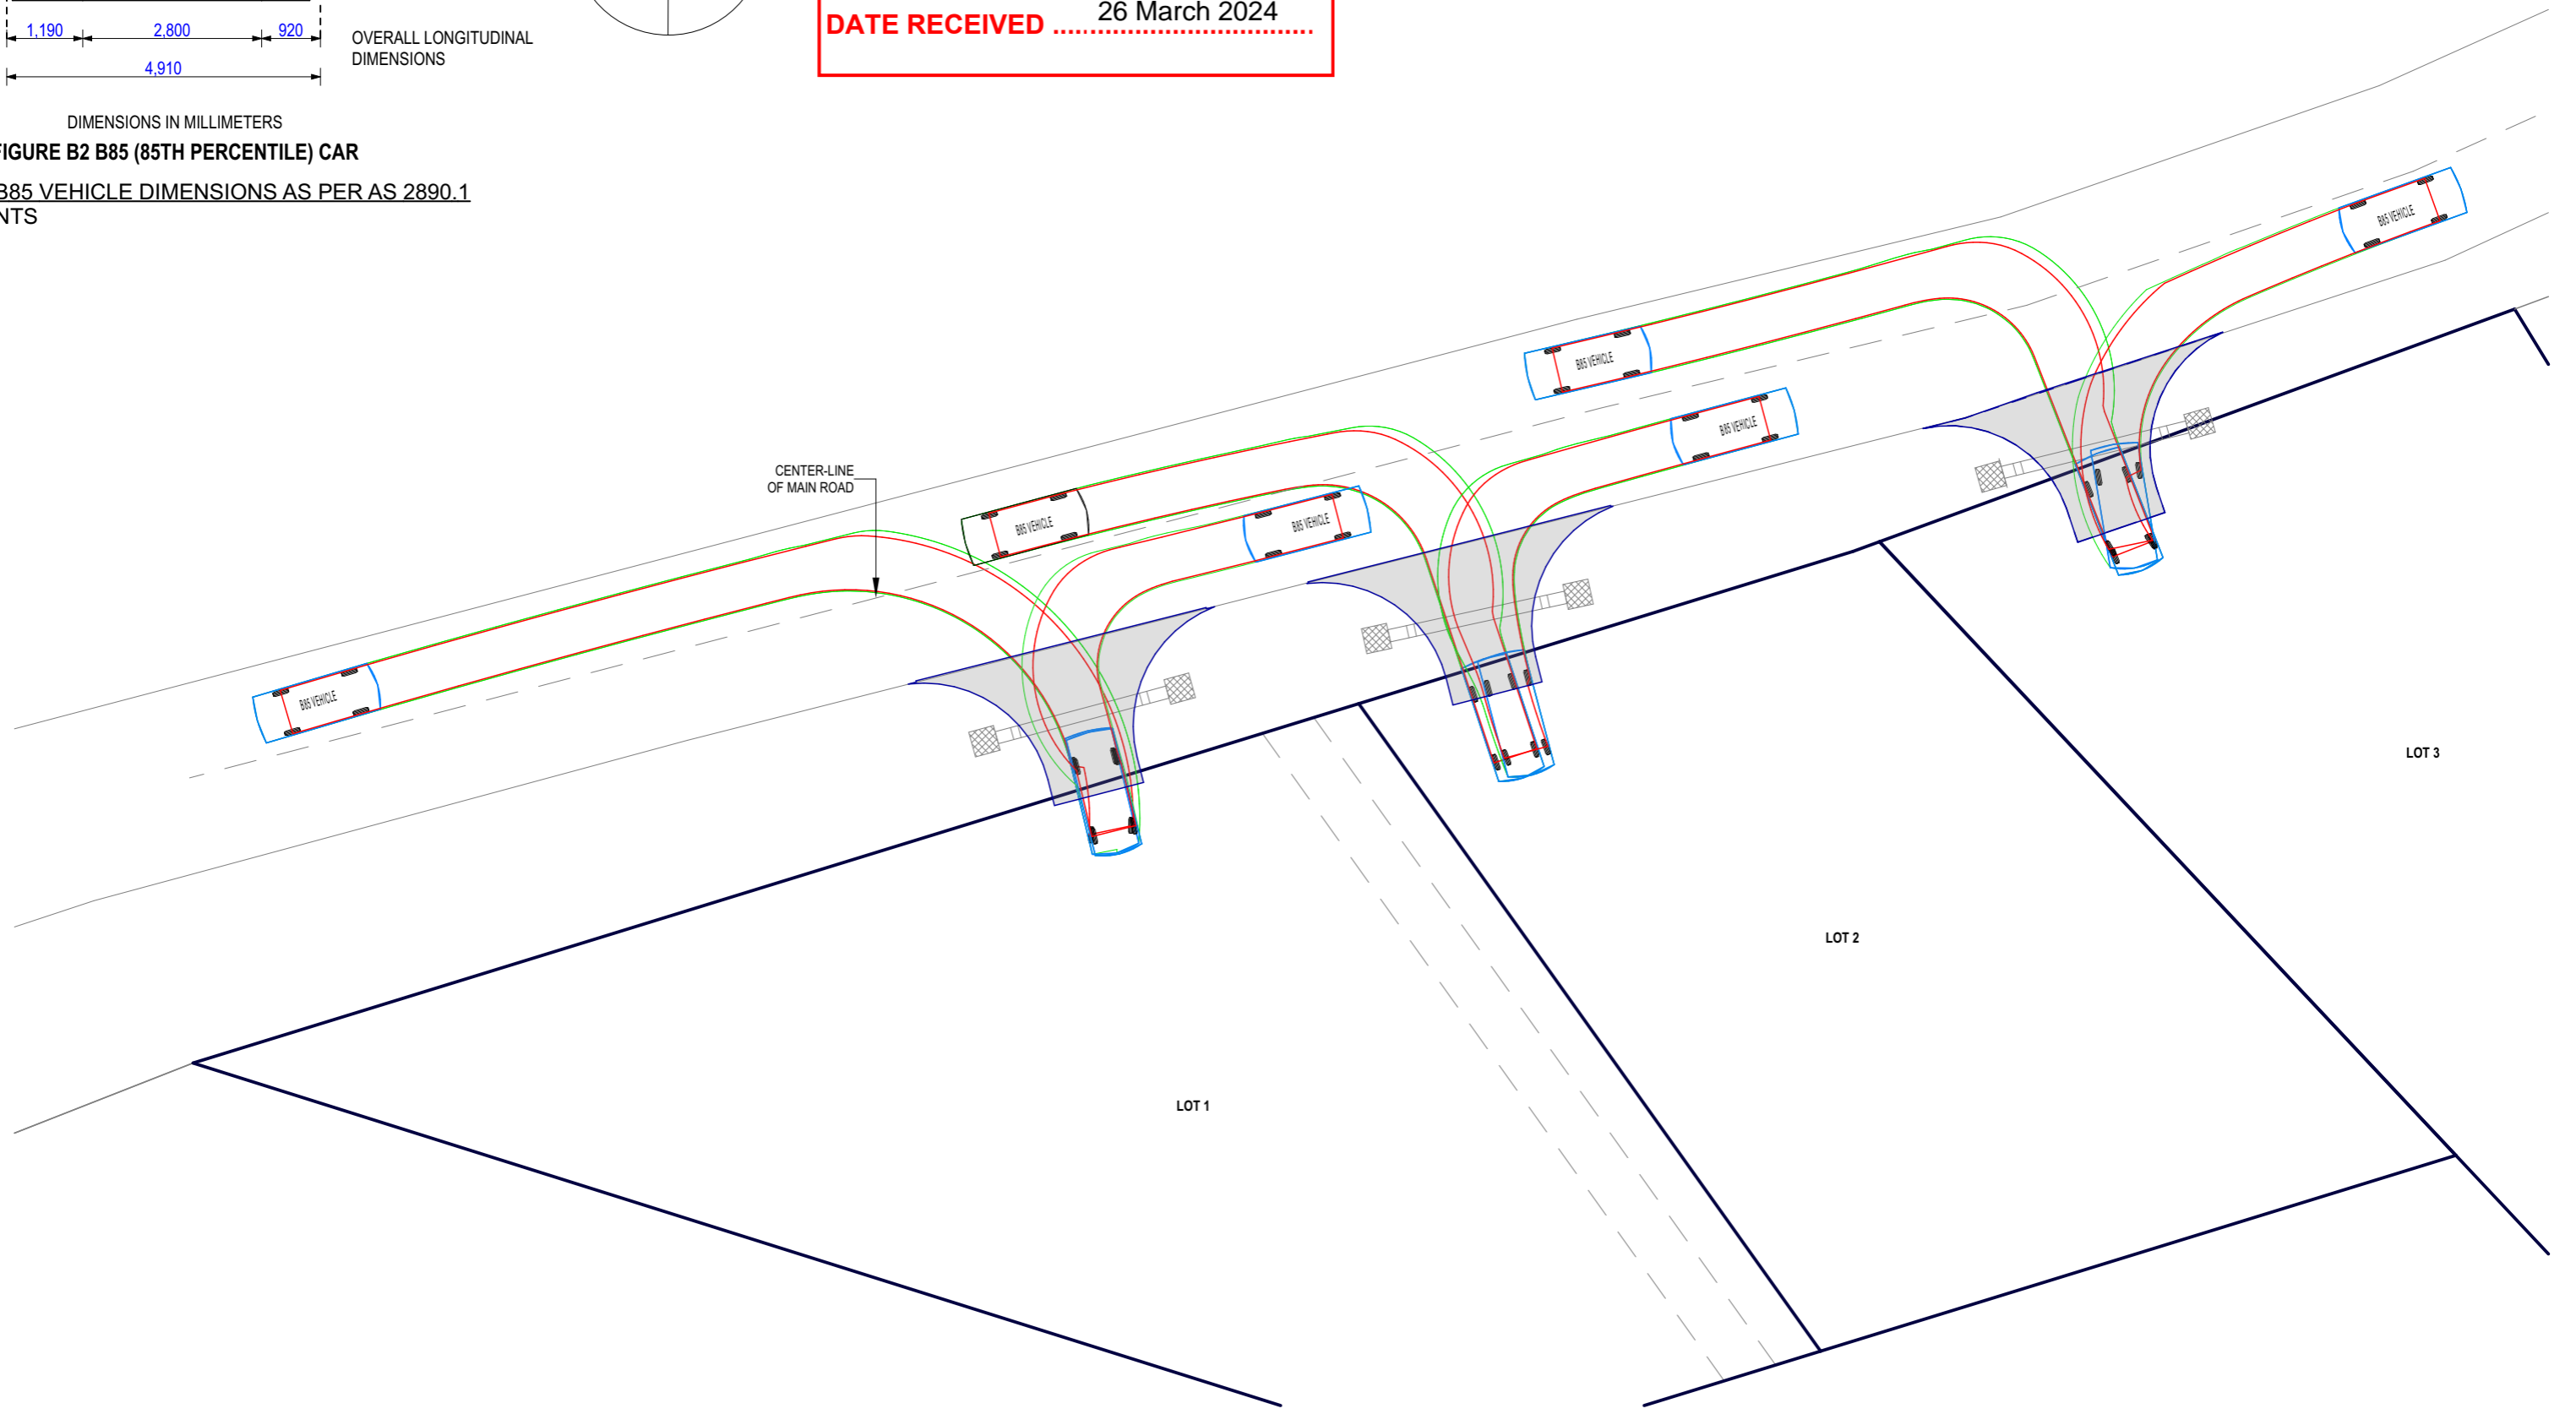 1,190 2,800 920
4,910
OVERALL LONGITUDINAL
DIMENSIONS
DIMENSIONS IN MILLIMETERS
FIGURE B2 B85 (85TH PERCENTILE) CAR
B85 VEHICLE DIMENSIONS AS PER AS 2890.1
NTS
26 March 2024
DATE RECEIVED
B85 VEHICLE
B85 VEHICLE
B85 VEHICLE
CENTER-LINE
OF MAIN ROAD
B85 VEHICLE
B85 VEHICLE
B85 VEHICLE
LOT 3
LOT 2
LOT 1